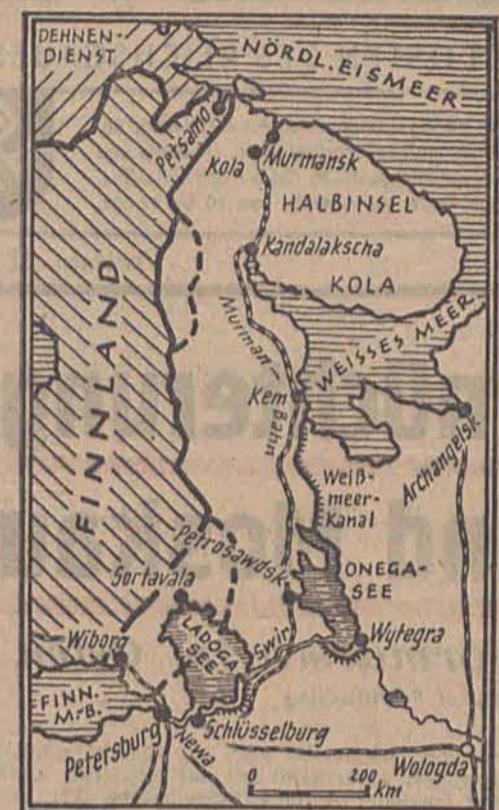 DEHNEN-
DIENST
NÖRDL. EISMEER
Petsamo
Kola
Murmansk
HALBINSEL
KOLA
Kandalakscha
FINNLAND
Murman-
Bahn
WEISSES MEER
Kem
Archangelsk
Weiß-
meer-
Kanal
Petrosawdsk
ONEGA-
SEE
Sortavala
LADOGA
SEE
Swir
Wytegra
Wiborg
FINN.
M.-B.
Schlüsselburg
Petersburg
Newa
Wologda
0 200
km